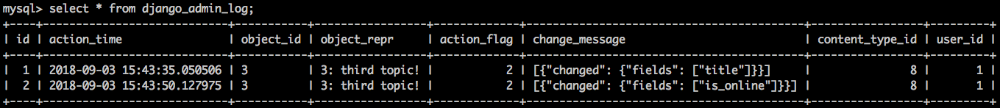 mysql> select * from django_admin_log;
+----+----------------------------+-----------+----------------+-------------+---------------------------------------+-----------------+---------+
| id | action_time                | object_id | object_repr    | action_flag | change_message                        | content_type_id | user_id |
+----+----------------------------+-----------+----------------+-------------+---------------------------------------+-----------------+---------+
|  1 | 2018-09-03 15:43:35.050506 | 3         | 3: third topic! |           2 | [{"changed": {"fields": ["title"]}}]     |               8 |       1 |
|  2 | 2018-09-03 15:43:50.127975 | 3         | 3: third topic! |           2 | [{"changed": {"fields": ["is_online"]}}] |               8 |       1 |
+----+----------------------------+-----------+----------------+-------------+---------------------------------------+-----------------+---------+